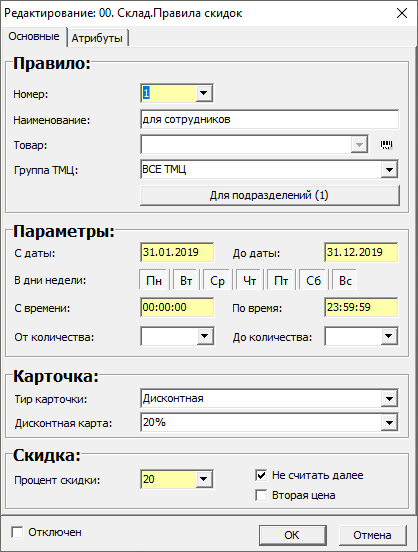 Редактирование: 00. Склад.Правила скидок
Основные Атрибуты
Правило:
Номер: 1
Наименование: для сотрудников
Товар:
Группа ТМЦ: ВСЕ ТМЦ
Для подразделений (1)
Параметры:
С даты: 31.01.2019 До даты: 31.12.2019
В дни недели: Пн Вт Ср Чт Пт Сб Вс
С времени: 00:00:00 По время: 23:59:59
От количества: До количества:
Карточка:
Тир карточки: Дисконтная
Дисконтная карта: 20%
Скидка:
Процент скидки: 20 Не считать далее
Вторая цена
Отключен ОК Отмена